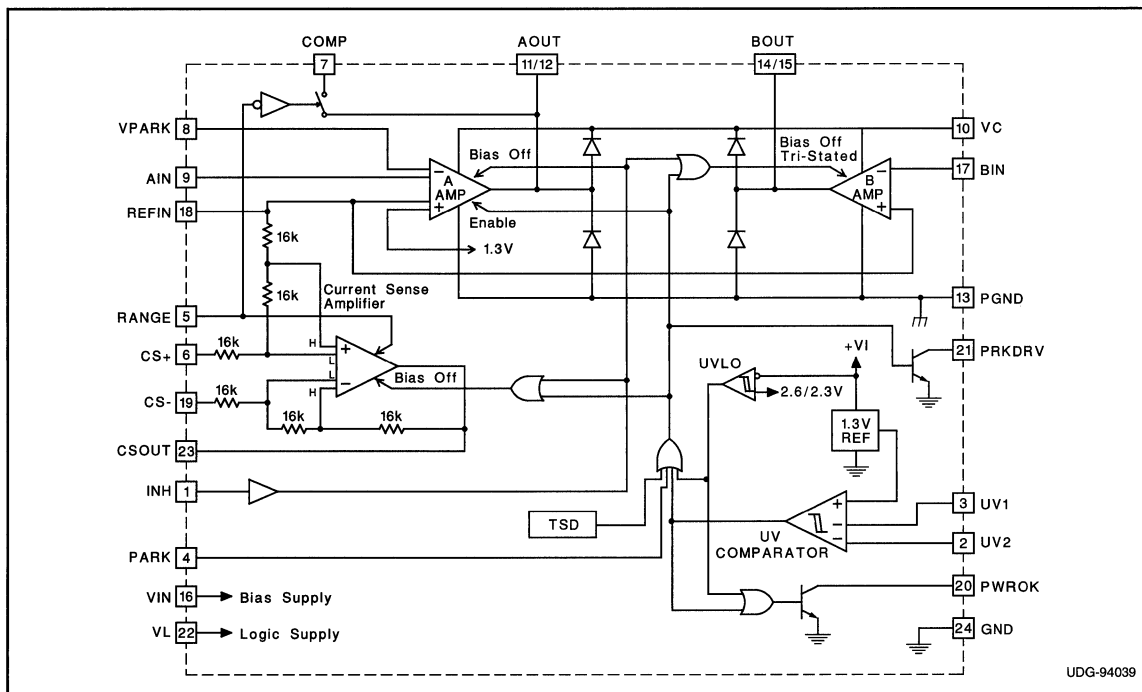 COMP
AOUT
BOUT
7
11/12
14/15
VPARK 8
10 VC
Bias Off
Bias Off
Tri-Stated
AIN 9
17 BIN
−
A
AMP
+
−
B
AMP
+
REFIN 18
Enable
16k
1.3V
16k
Current Sense
Amplifier
13 PGND
RANGE 5
+VI
21 PRKDRV
CS+ 6
16k
H
+
L
L
−
H
Bias Off
UVLO
2.6/2.3V
CS- 19
16k
16k
16k
1.3V
REF
CSOUT 23
INH 1
TSD
+
−
−
UV
COMPARATOR
3 UV1
2 UV2
PARK 4
VIN 16
Bias Supply
20 PWROK
VL 22
Logic Supply
24 GND
UDG-94039